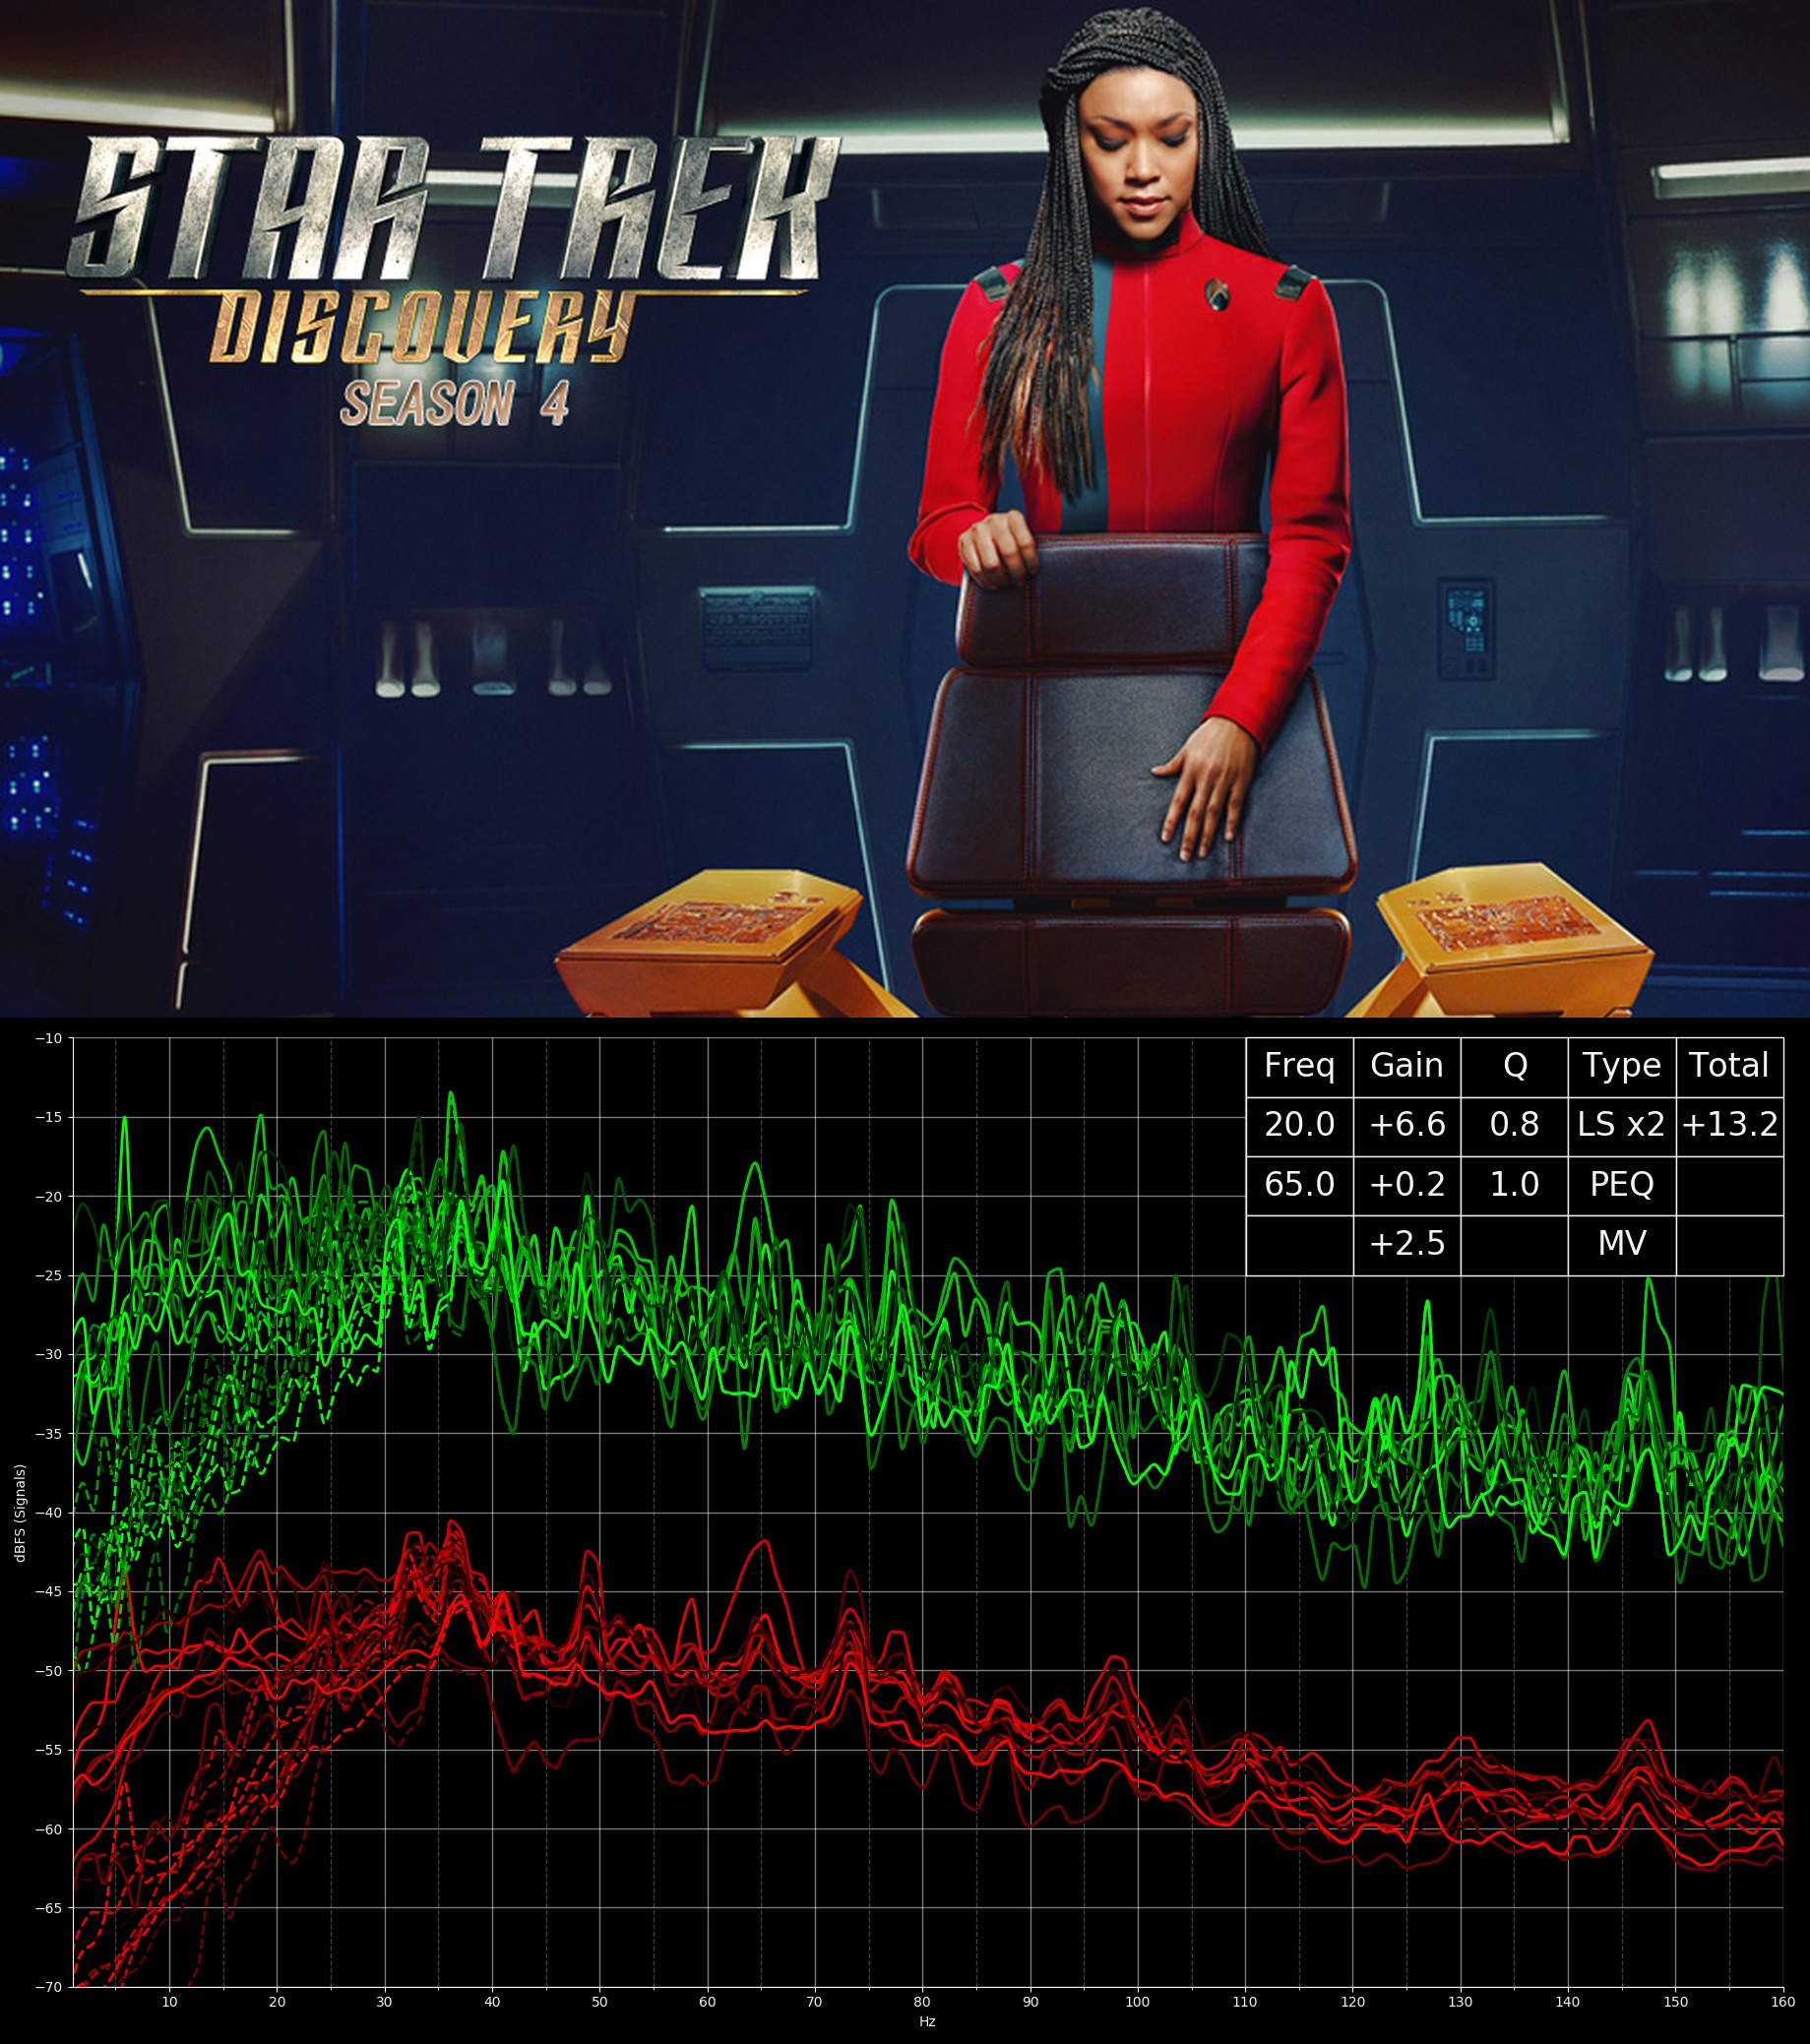 STAR TREK
DISCOVERY
SEASON 4
USS DISCOVERY
Freq Gain Q Type Total
20.0 +6.6 0.8 LS x2 +13.2
65.0 +0.2 1.0 PEQ
+2.5 MV
−10
−15
−20
−25
−30
−35
−40
−45
−50
−55
−60
−65
−70
dBFS (Signals)
10 20 30 40 50 60 70 80 90 100 110 120 130 140 150 160
Hz